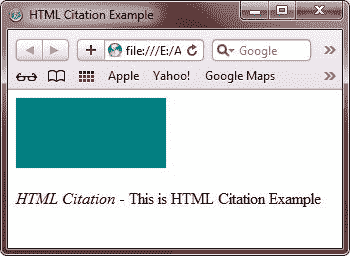 HTML Citation Example
file:///E:/A
Google
Apple Yahoo! Google Maps
HTML Citation - This is HTML Citation Example